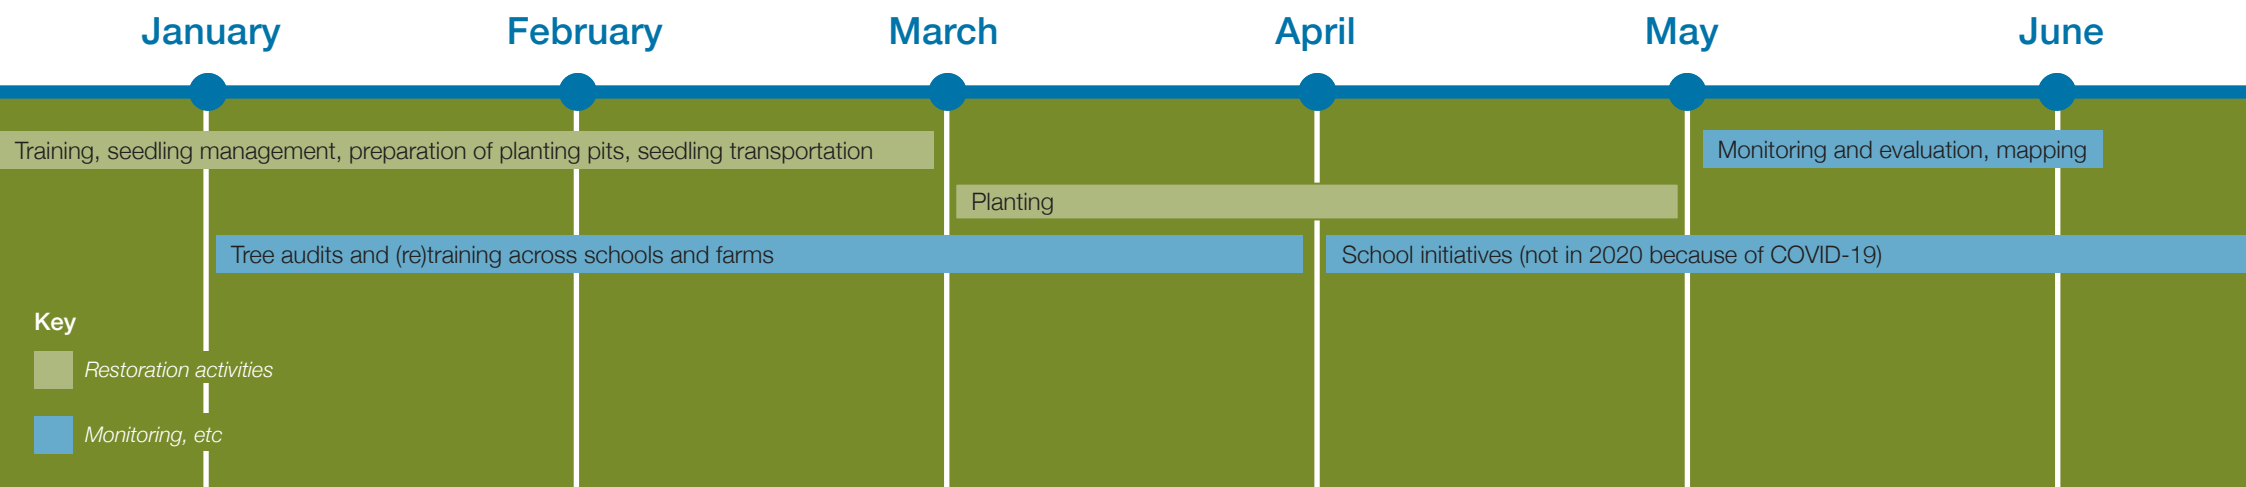 January
February
March
April
May
June
Training, seedling management, preparation of planting pits, seedling transportation
Monitoring and evaluation, mapping
Planting
Tree audits and (re)training across schools and farms
School initiatives (not in 2020 because of COVID-19)
Key
Restoration activities
Monitoring, etc